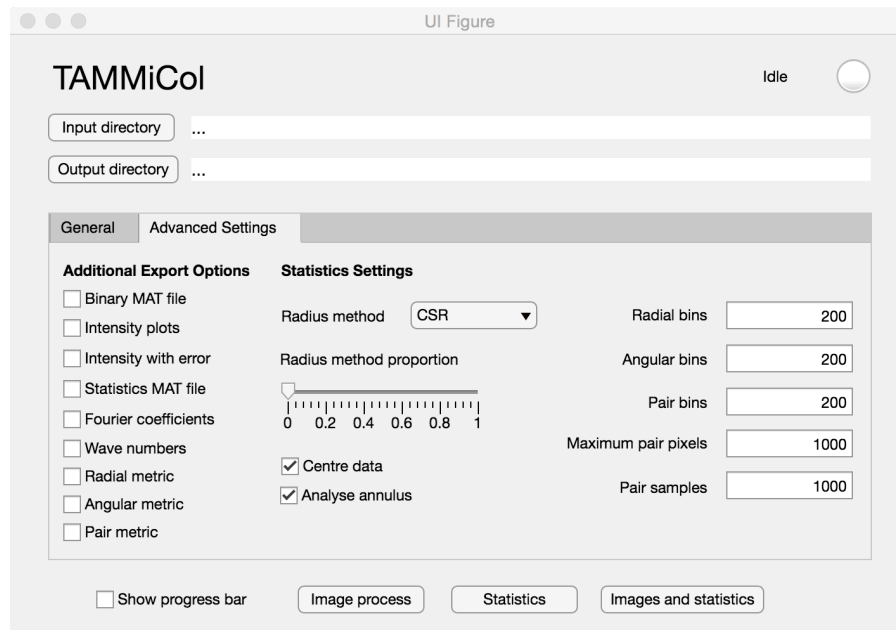 UI Figure
TAMMiCol
Idle
Input directory
...
Output directory
...
General
Advanced Settings
Additional Export Options
Binary MAT file
Intensity plots
Intensity with error
Statistics MAT file
Fourier coefficients
Wave numbers
Radial metric
Angular metric
Pair metric
Statistics Settings
Radius method CSR
Radius method proportion
0 0.2 0.4 0.6 0.8 1
Centre data
Analyse annulus
Radial bins 200
Angular bins 200
Pair bins 200
Maximum pair pixels 1000
Pair samples 1000
Show progress bar
Image process
Statistics
Images and statistics